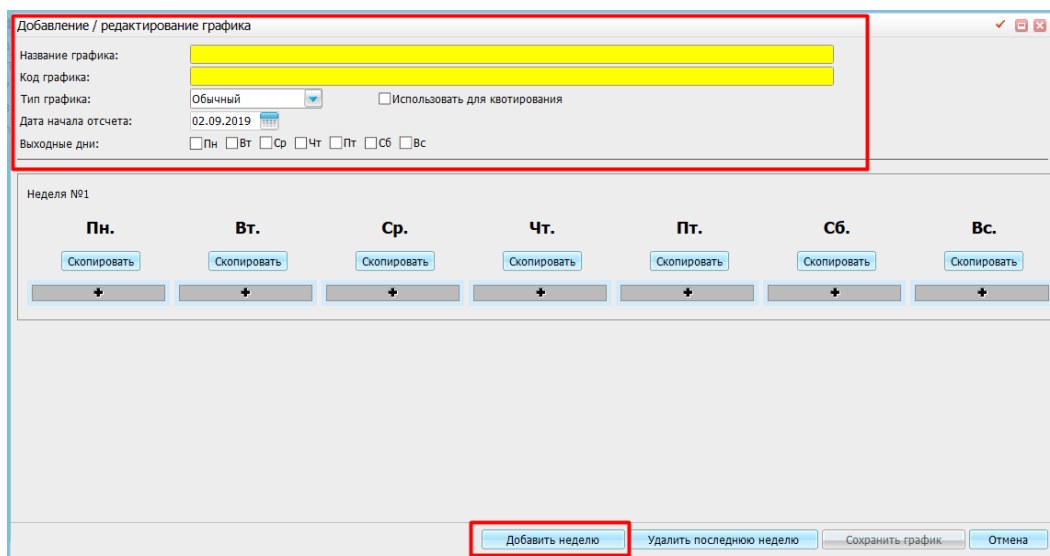 Добавление / редактирование графика
Название графика:
Код графика:
Тип графика: Обычный Использовать для квотирования
Дата начала отсчета: 02.09.2019
Выходные дни: Пн Вт Ср Чт Пт Сб Вс
Неделя №1
Пн. Вт. Ср. Чт. Пт. Сб. Вс.
Скопировать Скопировать Скопировать Скопировать Скопировать Скопировать Скопировать
+ + + + + + +
Добавить неделю Удалить последнюю неделю Сохранить график Отмена